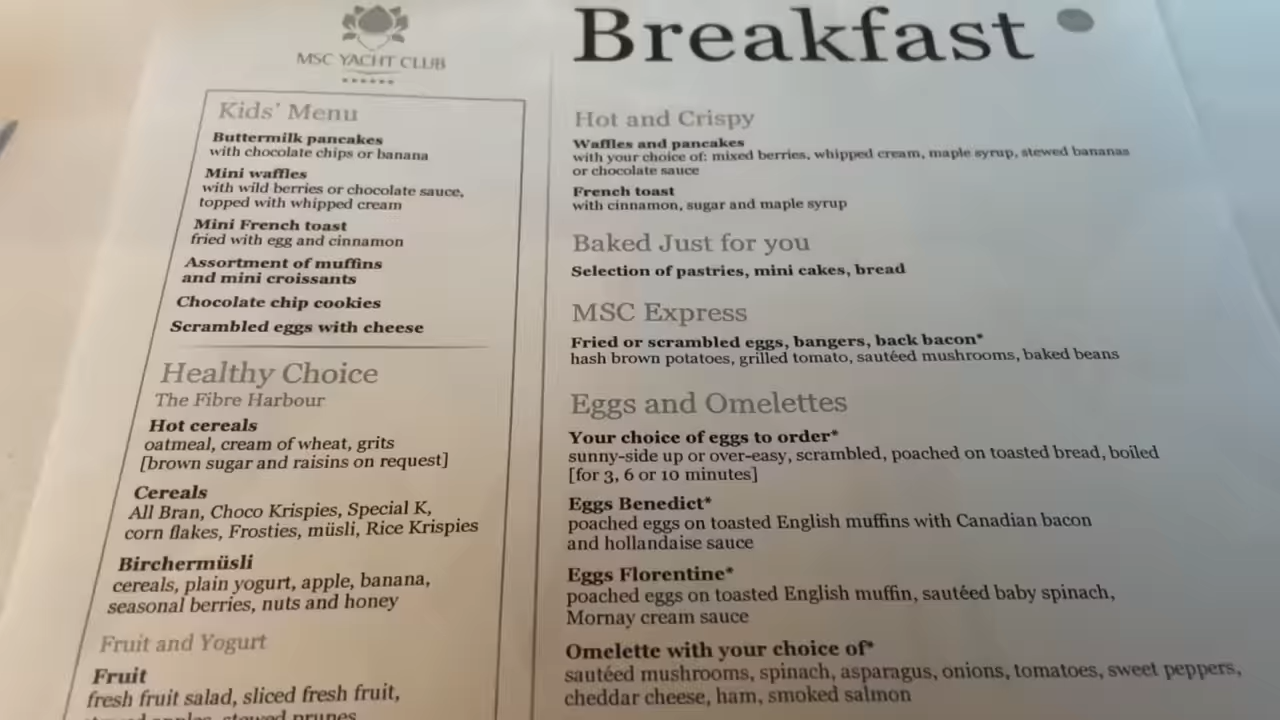 MSC YACHT CLUB
Breakfast
Kids' Menu
Buttermilk pancakes
with chocolate chips or banana
Mini waffles
with wild berries or chocolate sauce,
topped with whipped cream
Mini French toast
fried with egg and cinnamon
Assortment of muffins
and mini croissants
Chocolate chip cookies
Scrambled eggs with cheese
Healthy Choice
The Fibre Harbour
Hot cereals
oatmeal, cream of wheat, grits
[brown sugar and raisins on request]
Cereals
All Bran, Choco Krispies, Special K,
corn flakes, Frosties, müsli, Rice Krispies
Birchermüsli
cereals, plain yogurt, apple, banana,
seasonal berries, nuts and honey
Fruit and Yogurt
Fruit
fresh fruit salad, sliced fresh fruit,
stewed prunes
Hot and Crispy
Waffles and pancakes
with your choice of: mixed berries, whipped cream, maple syrup, stewed bananas
or chocolate sauce
French toast
with cinnamon, sugar and maple syrup
Baked Just for you
Selection of pastries, mini cakes, bread
MSC Express
Fried or scrambled eggs, bangers, back bacon*
hash brown potatoes, grilled tomato, sautéed mushrooms, baked beans
Eggs and Omelettes
Your choice of eggs to order*
sunny-side up or over-easy, scrambled, poached on toasted bread, boiled
[for 3, 6 or 10 minutes]
Eggs Benedict*
poached eggs on toasted English muffins with Canadian bacon
and hollandaise sauce
Eggs Florentine*
poached eggs on toasted English muffin, sautéed baby spinach,
Mornay cream sauce
Omelette with your choice of*
sautéed mushrooms, spinach, asparagus, onions, tomatoes, sweet peppers,
cheddar cheese, ham, smoked salmon